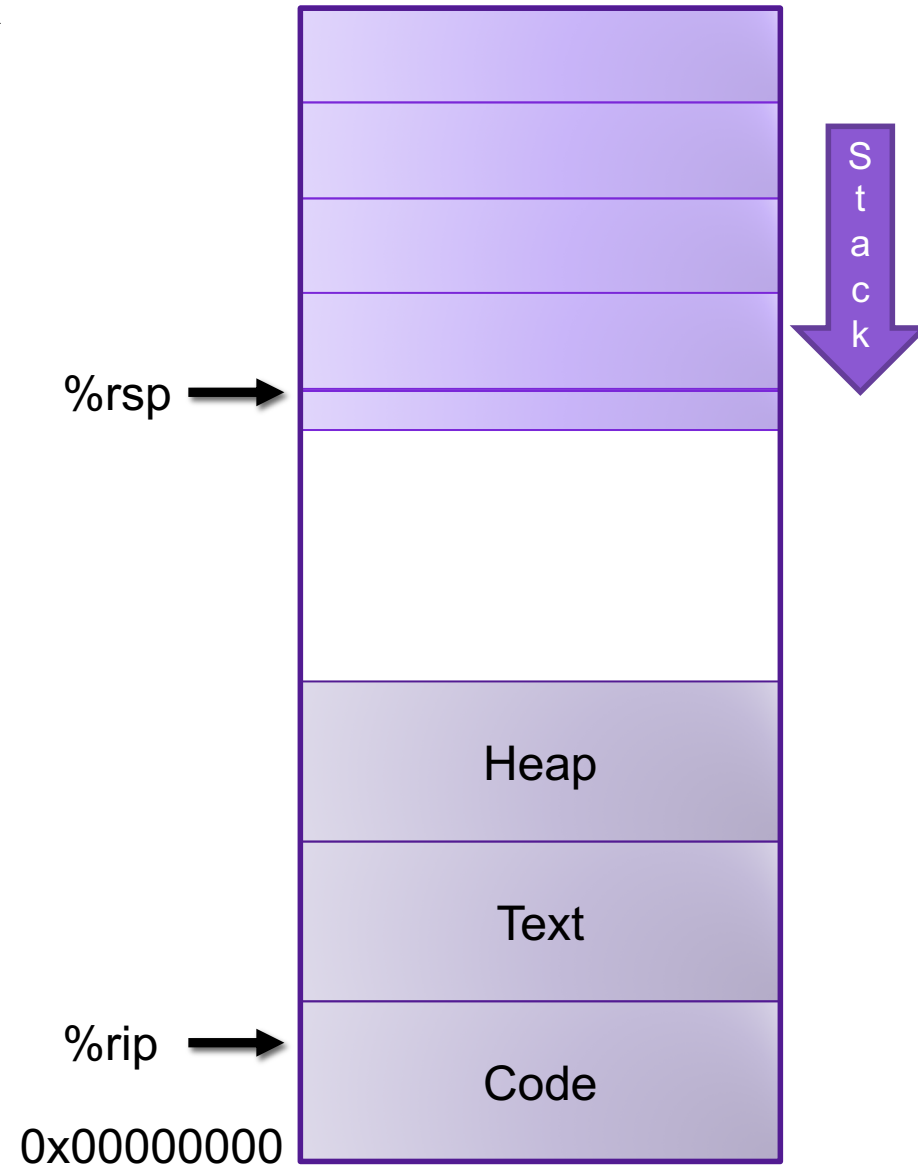 S
t
a
c
k
%rsp
Heap
Text
%rip
Code
0x00000000